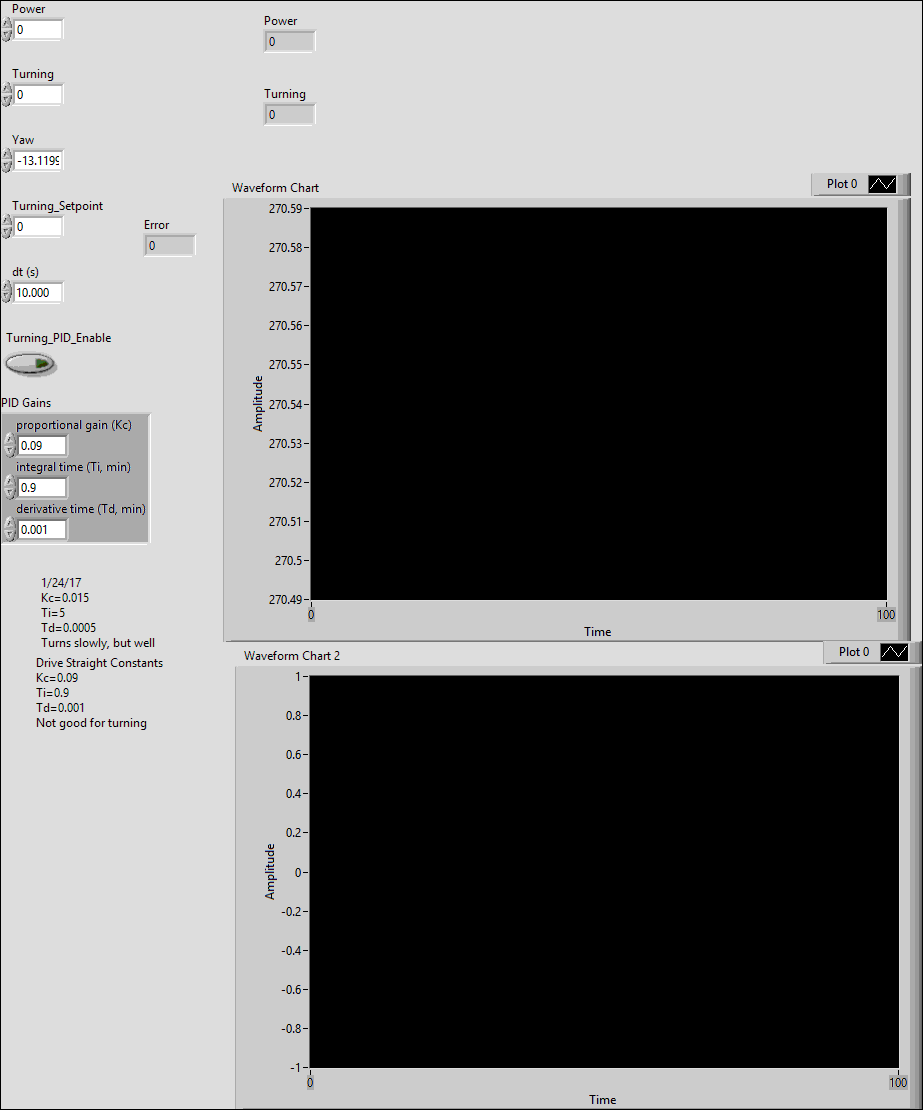 Power
0
Turning
0
Yaw
-13.1199
Turning_Setpoint
0
dt (s)
10.000
Turning_PID_Enable
PID Gains
proportional gain (Kc)
0.09
integral time (Ti, min)
0.9
derivative time (Td, min)
0.001
1/24/17
Kc=0.015
Ti=5
Td=0.0005
Turns slowly, but well
Drive Straight Constants
Kc=0.09
Ti=0.9
Td=0.001
Not good for turning
Error
0
Power
0
Turning
0
Waveform Chart
Plot 0
Amplitude
270.59
270.58
270.57
270.56
270.55
270.54
270.53
270.52
270.51
270.5
270.49
0
100
Time
Waveform Chart 2
Plot 0
Amplitude
1
0.8
0.6
0.4
0.2
0
-0.2
-0.4
-0.6
-0.8
-1
0
100
Time